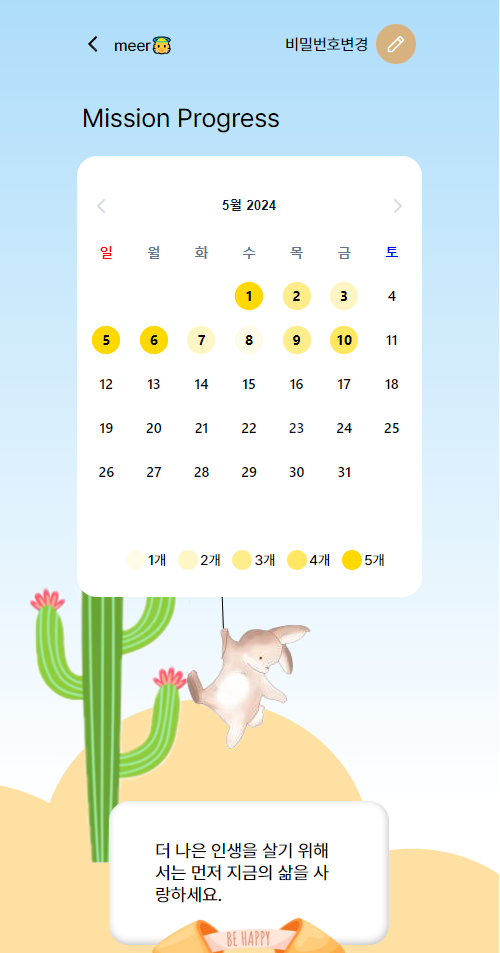 meer 비밀번호변경
Mission Progress
5월 2024
일 월 화 수 목 금 토
1 2 3 4
5 6 7 8 9 10 11
12 13 14 15 16 17 18
19 20 21 22 23 24 25
26 27 28 29 30 31
1개 2개 3개 4개 5개
더 나은 인생을 살기 위해
서는 먼저 지금의 삶을 사
랑하세요.
BE HAPPY